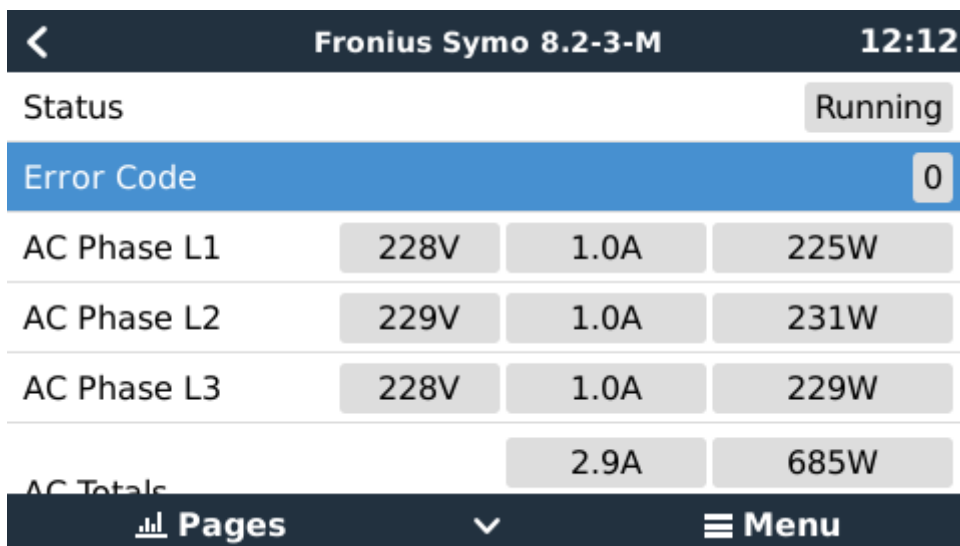 Fronius Symo 8.2-3-M 12:12
Status Running
Error Code 0
AC Phase L1 228V 1.0A 225W
AC Phase L2 229V 1.0A 231W
AC Phase L3 228V 1.0A 229W
AC Totals 2.9A 685W
Pages Menu